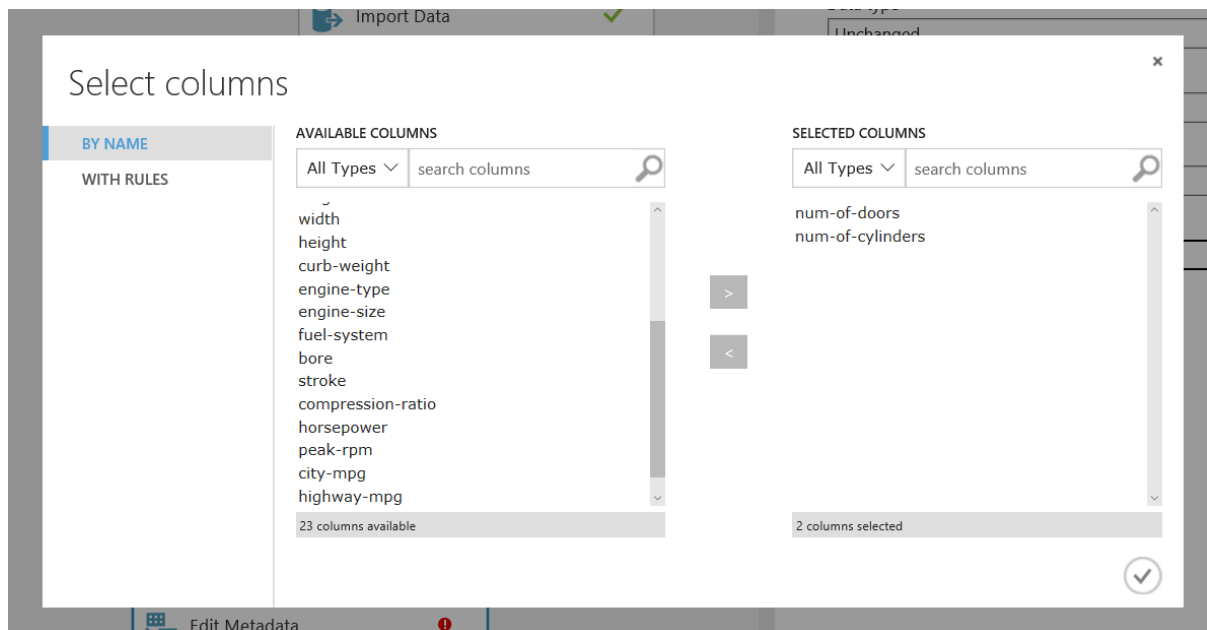 Import Data
Data type
Unchanged
Select columns
BY NAME
WITH RULES
AVAILABLE COLUMNS
All Types
search columns
width
height
curb-weight
engine-type
engine-size
fuel-system
bore
stroke
compression-ratio
horsepower
peak-rpm
city-mpg
highway-mpg
23 columns available
>
<
SELECTED COLUMNS
All Types
search columns
num-of-doors
num-of-cylinders
2 columns selected
Edit Metadata